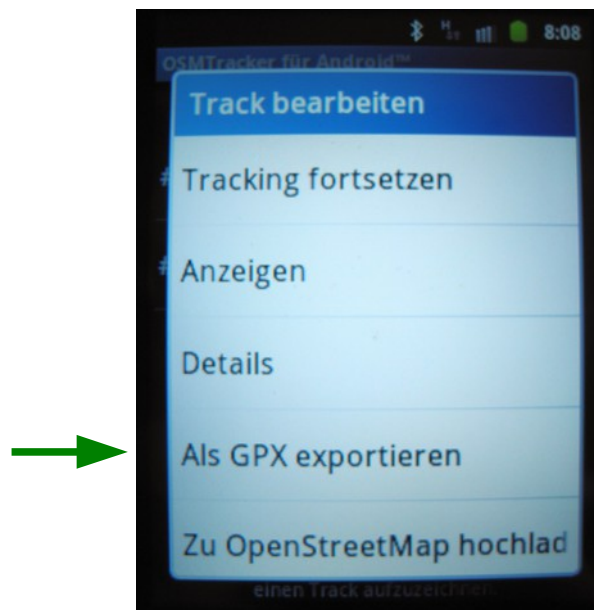 8:08
OSMTracker für Android™
Track bearbeiten
Tracking fortsetzen
Anzeigen
Details
Als GPX exportieren
Zu OpenStreetMap hochlad
einen Track aufzuzeichnen.